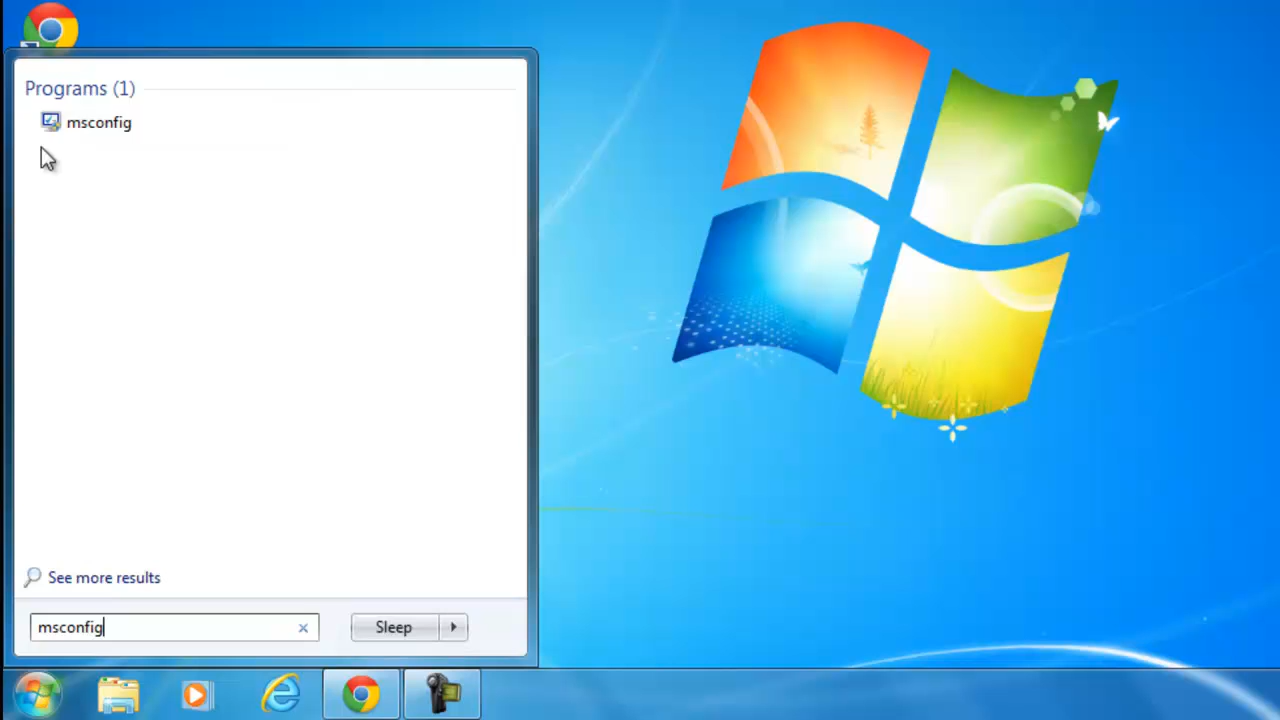 Programs (1)
msconfig
See more results
msconfig
Sleep